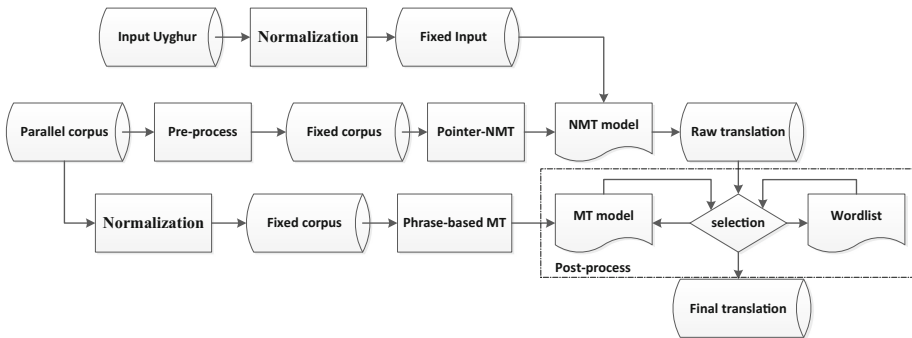 Input Uyghur
Normalization
Fixed Input
Parallel corpus
Pre-process
Fixed corpus
Pointer-NMT
NMT model
Raw translation
Normalization
Fixed corpus
Phrase-based MT
MT model
selection
Wordlist
Post-process
Final translation